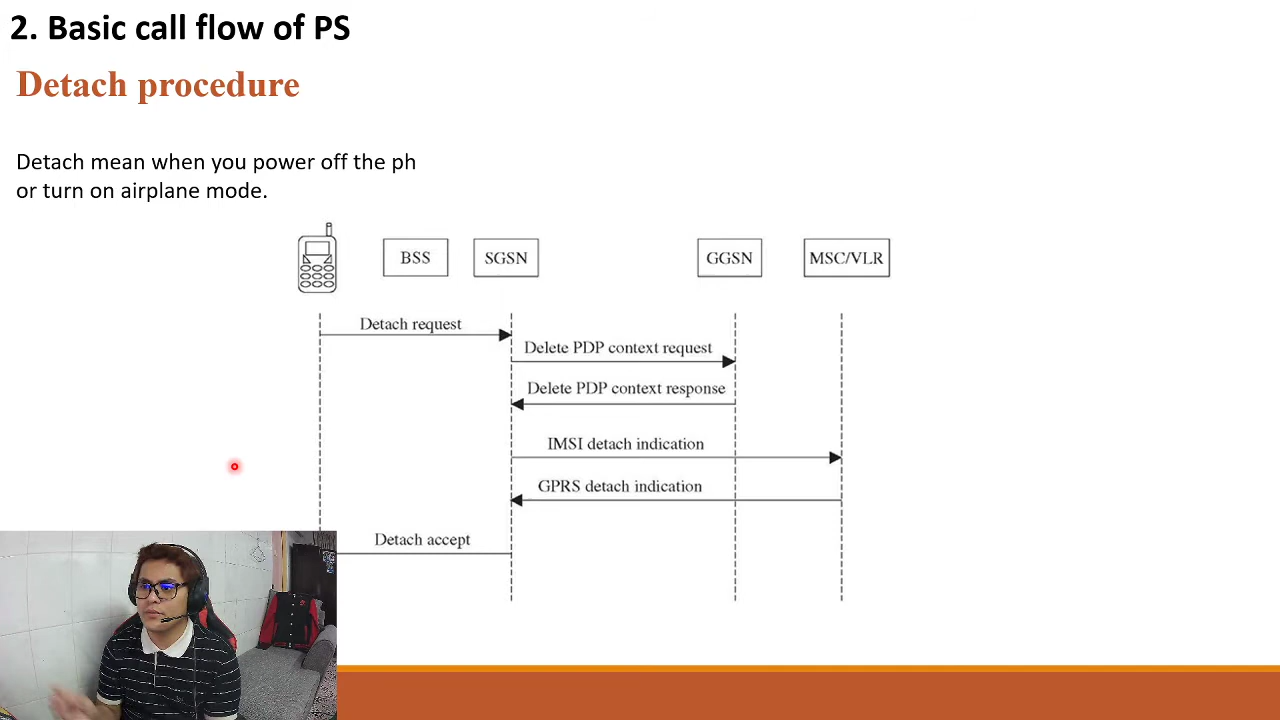 2. Basic call flow of PS
Detach procedure
Detach mean when you power off the ph
or turn on airplane mode.
BSS
SGSN
GGSN
MSC/VLR
Detach request
Delete PDP context request
Delete PDP context response
IMSI detach indication
GPRS detach indication
Detach accept